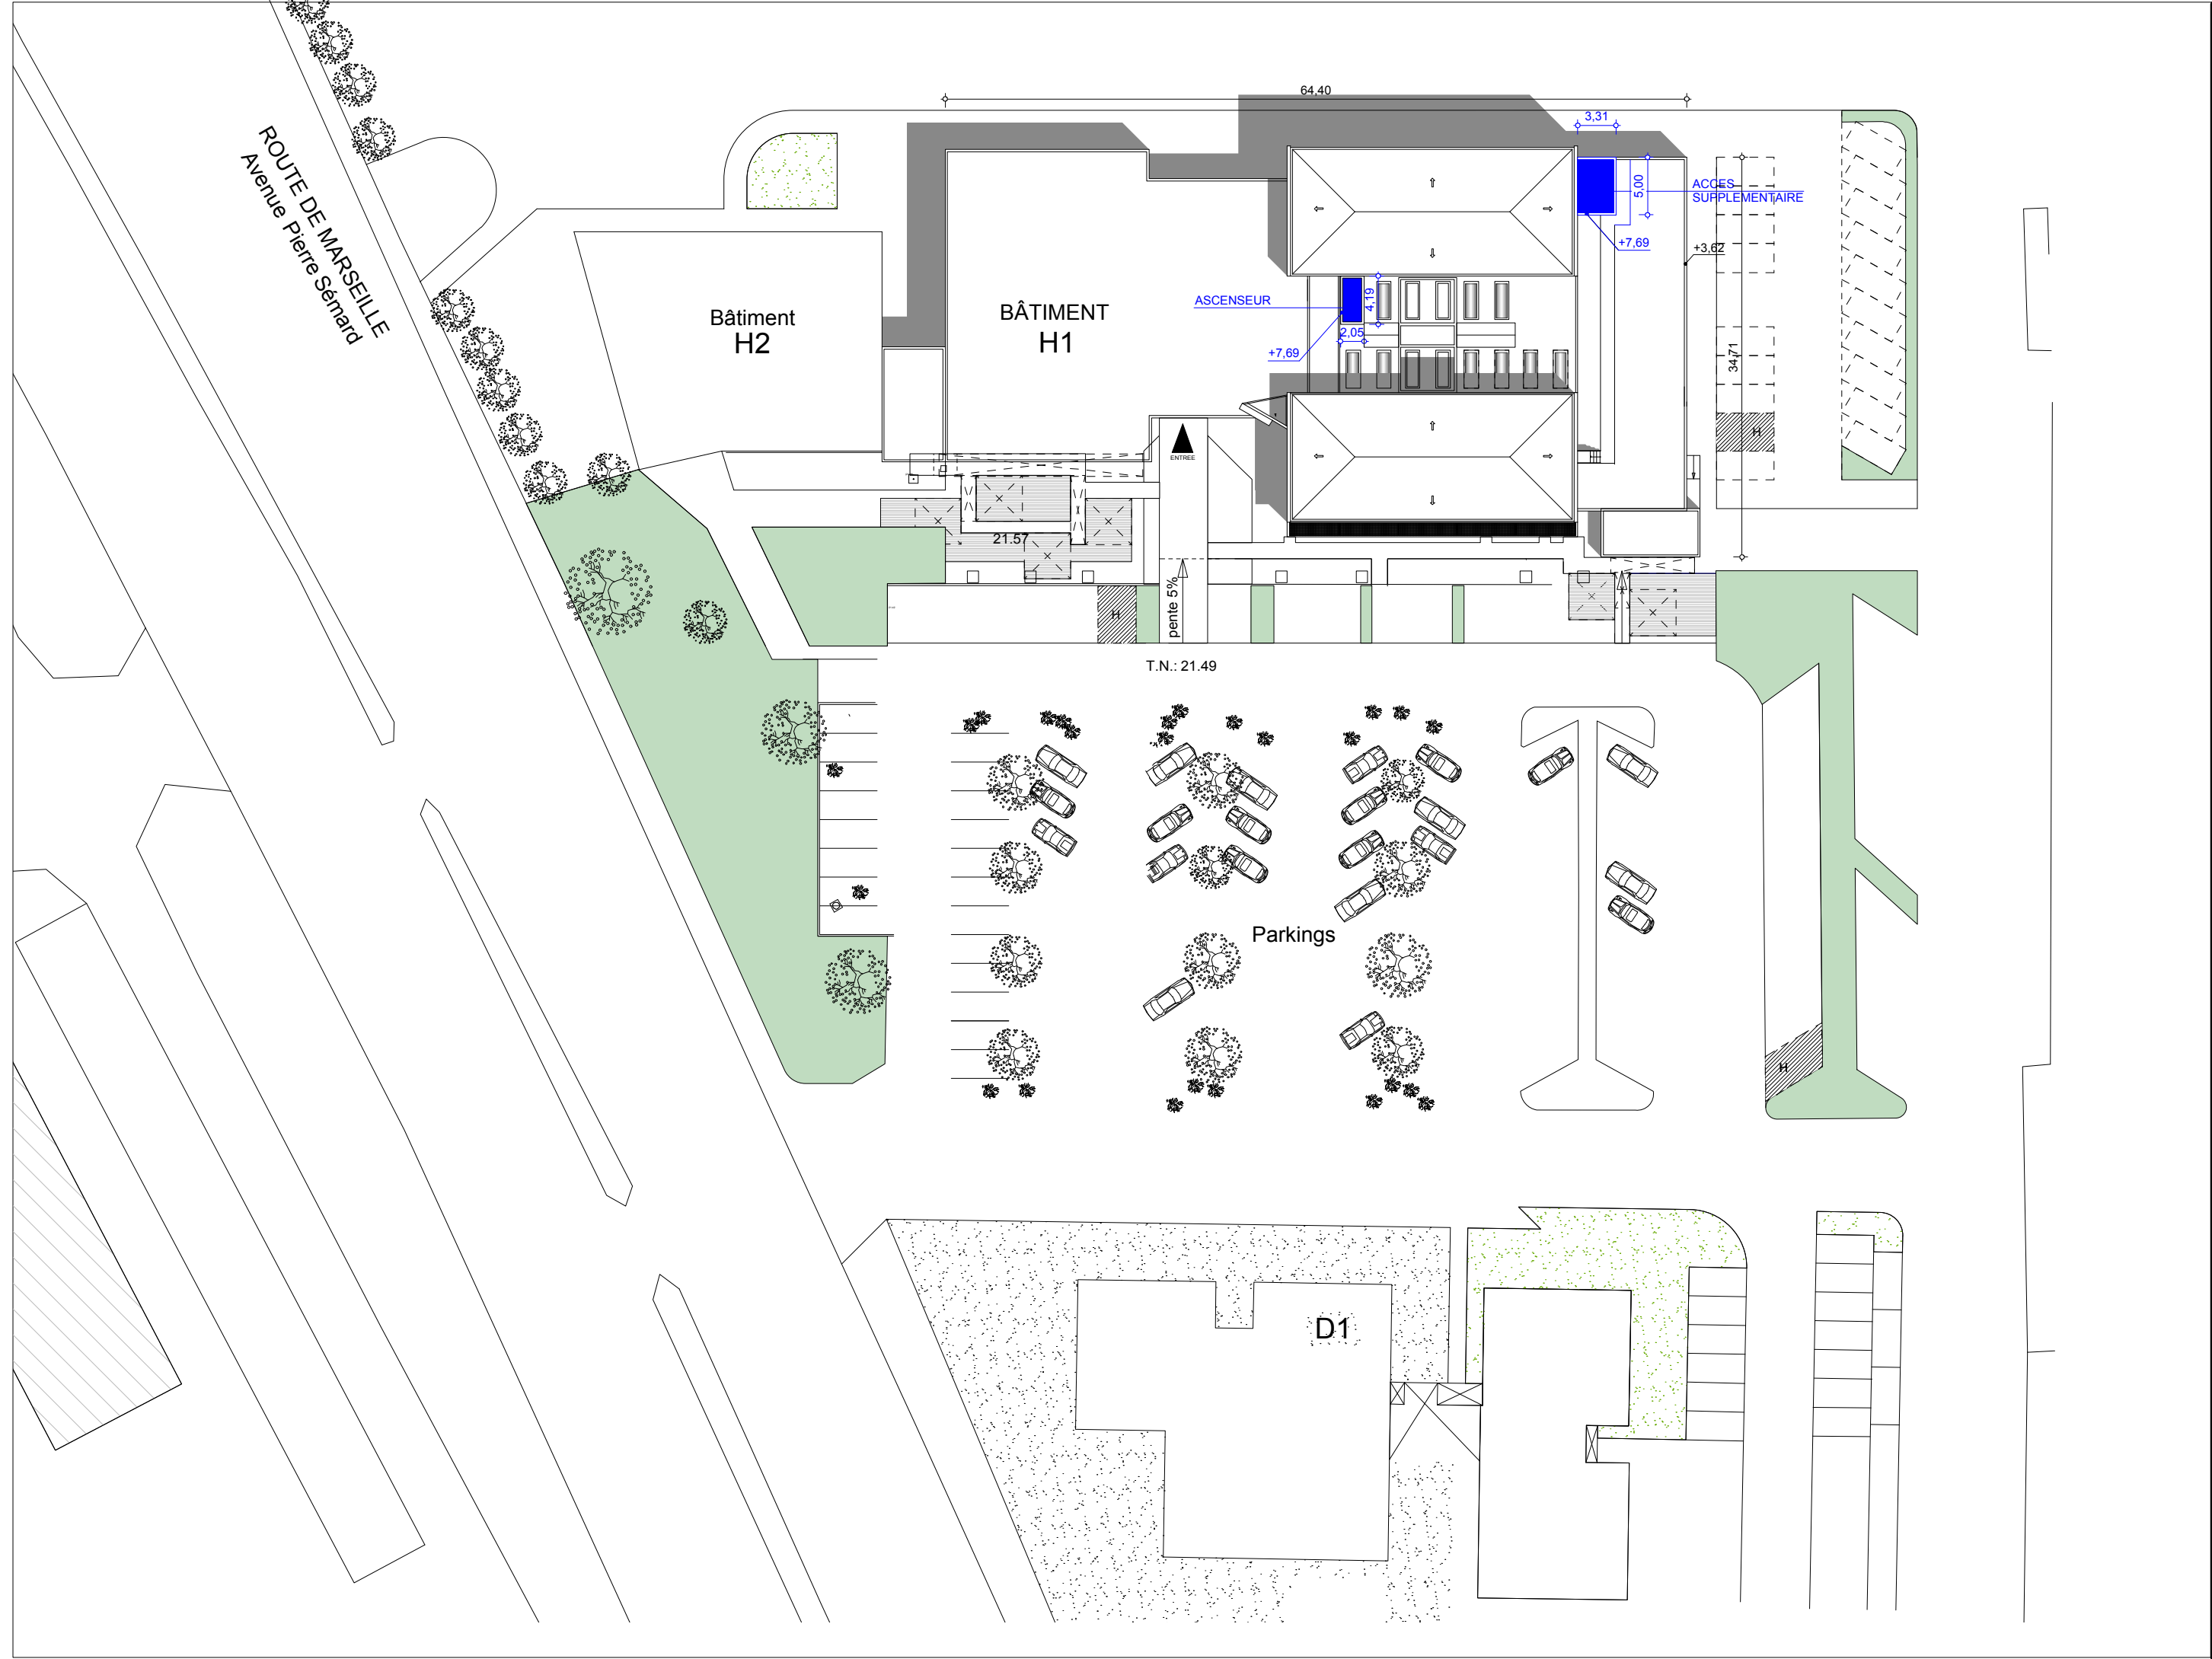 64,40
3,31
ROUTE DE MARSEILLE
Avenue Pierre Sémard
5,00
ACCES
SUPPLEMENTAIRE
+7,69
+3,62
Bâtiment
H2
BÂTIMENT
H1
ASCENSEUR
4,19
2,05
+7,69
34,71
H
ENTREE
21.57
H
pente 5%
T.N.: 21.49
Parkings
H
D1